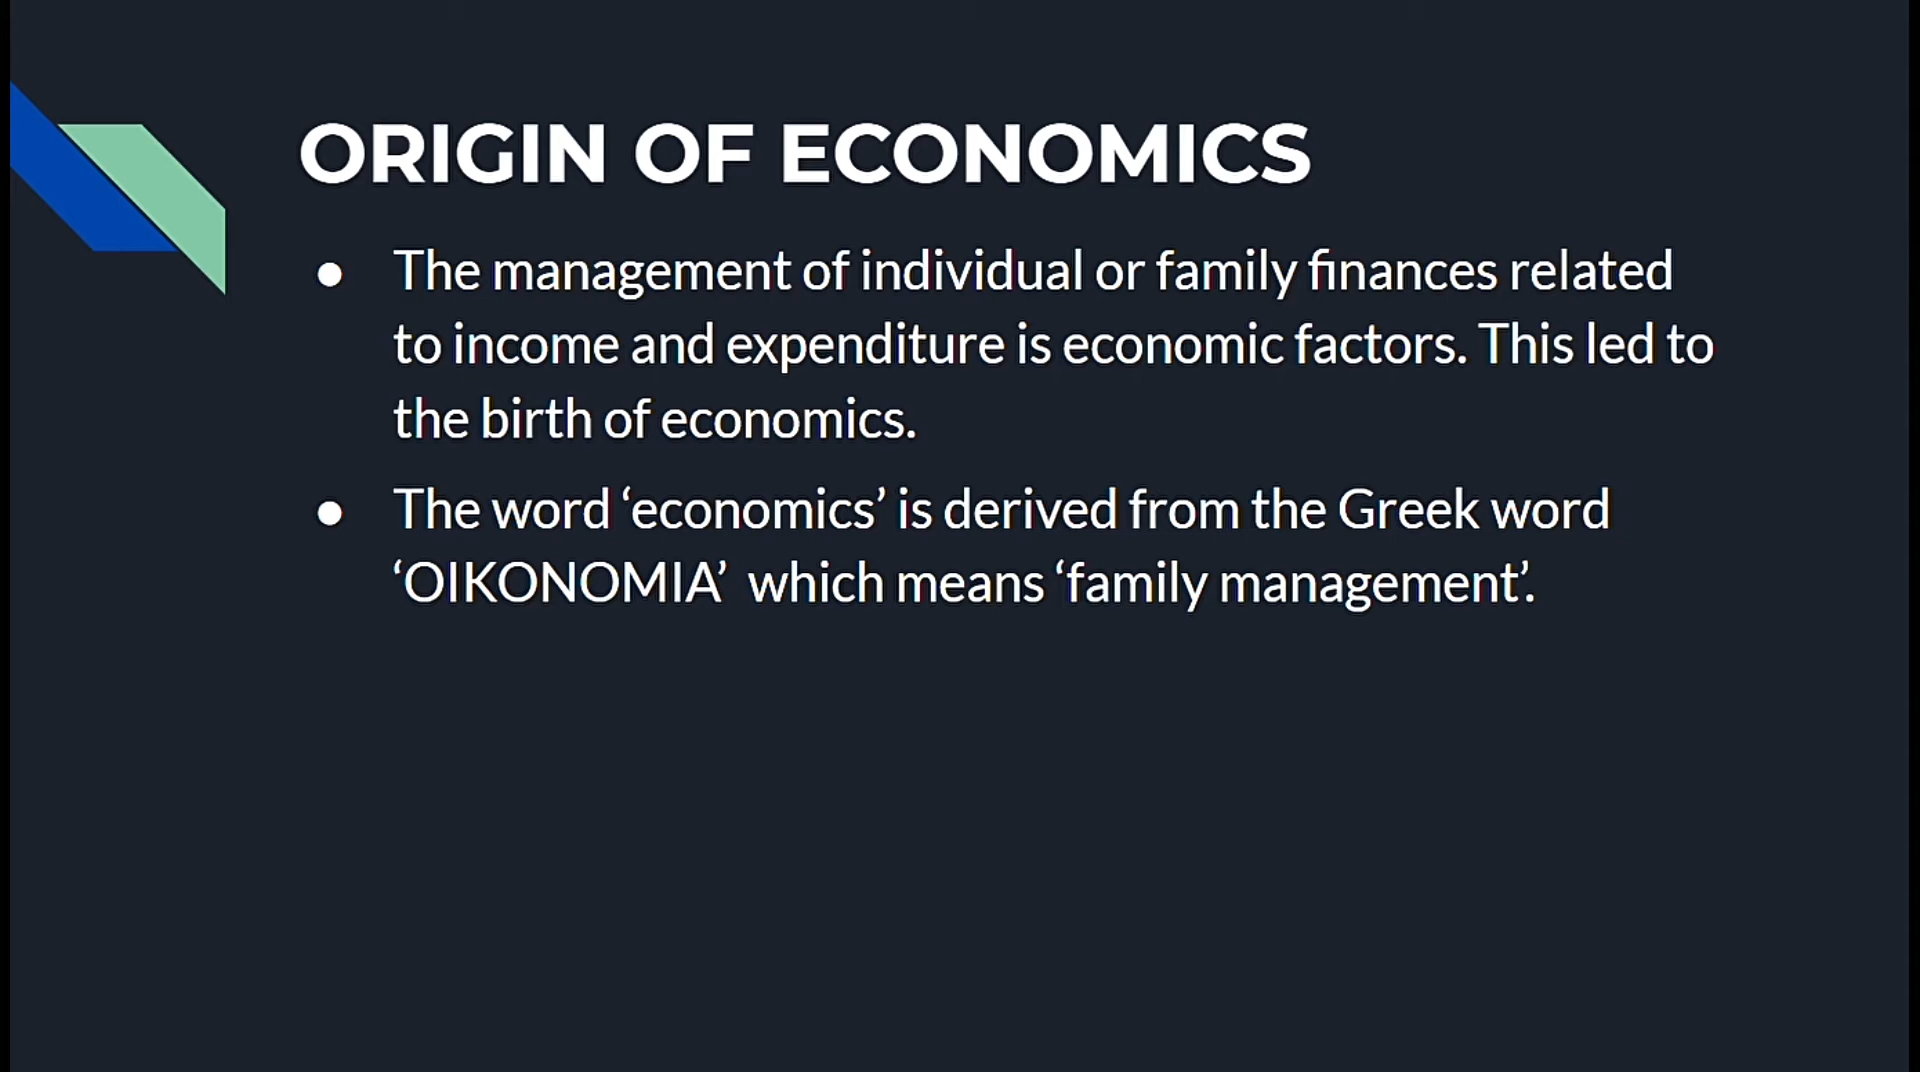 ORIGIN OF ECONOMICS
● The management of individual or family finances related
to income and expenditure is economic factors. This led to
the birth of economics.
● The word ‘economics’ is derived from the Greek word
‘OIKONOMIA’ which means ‘family management’.